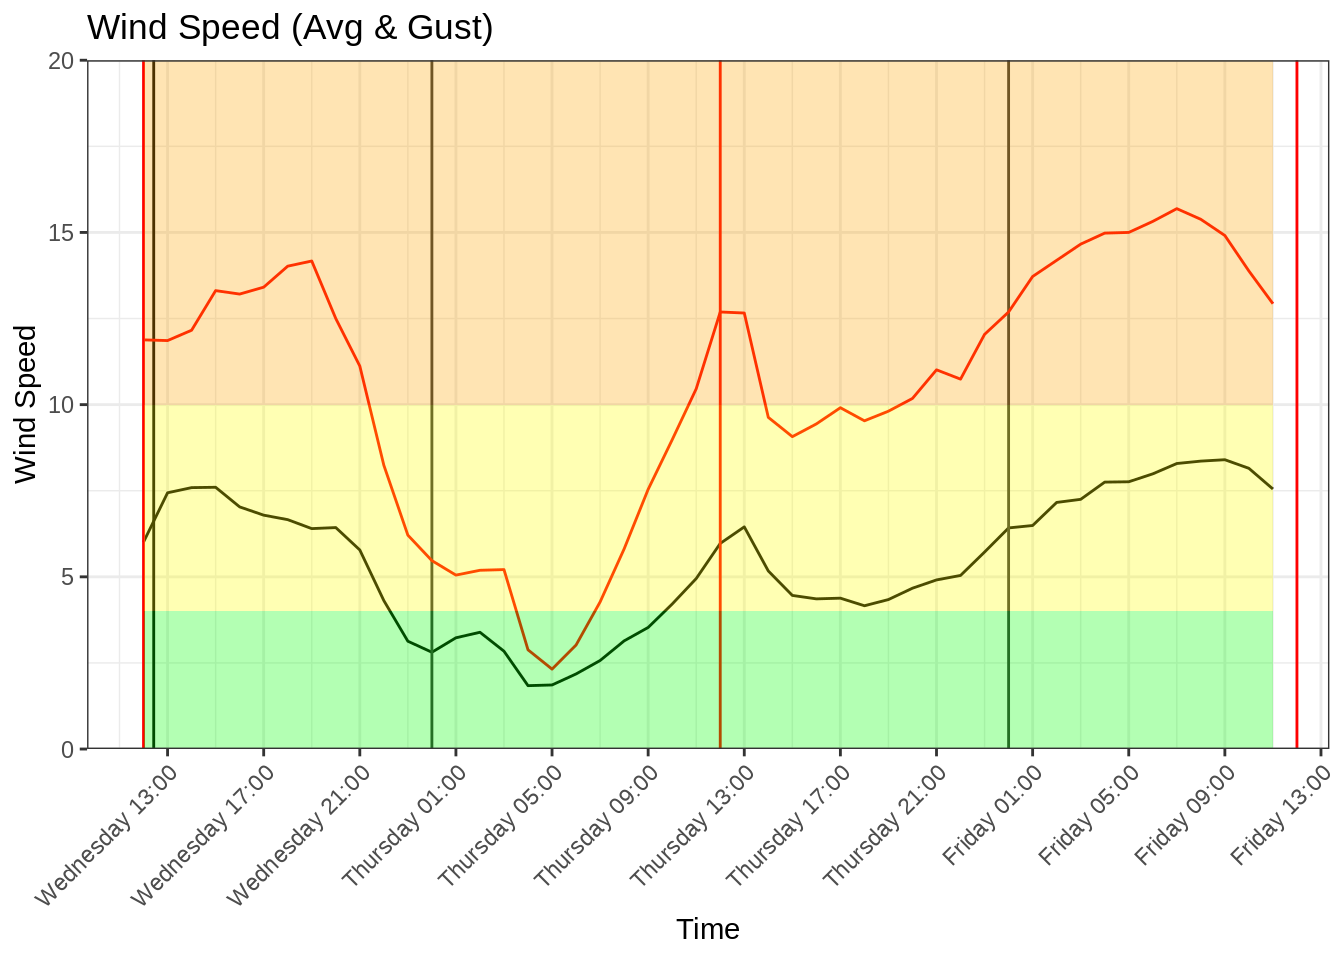 Wind Speed (Avg & Gust)
Wind Speed
20
15
10
5
0
Wednesday 13:00
Wednesday 17:00
Wednesday 21:00
Thursday 01:00
Thursday 05:00
Thursday 09:00
Thursday 13:00
Thursday 17:00
Thursday 21:00
Friday 01:00
Friday 05:00
Friday 09:00
Friday 13:00
Time